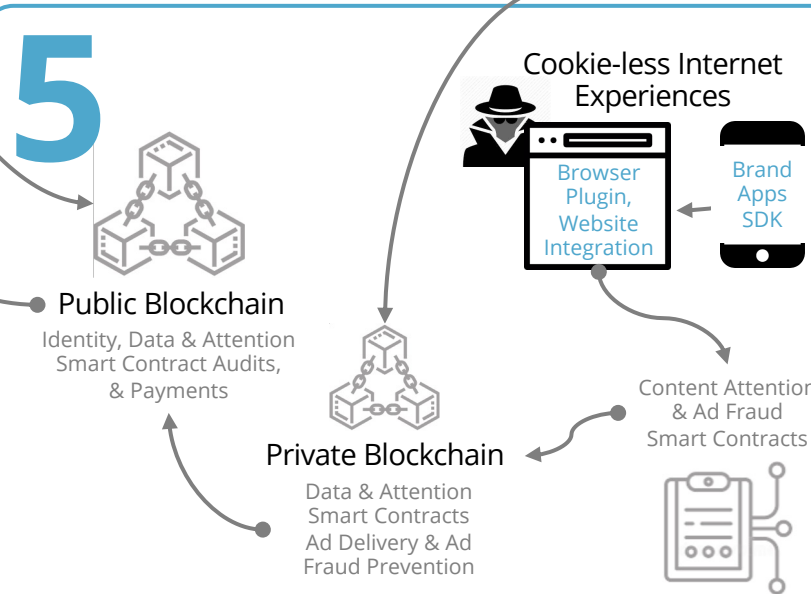 5
Cookie-less Internet
Experiences
Browser
Plugin,
Website
Integration
Brand
Apps
SDK
Public Blockchain
Identity, Data & Attention
Smart Contract Audits,
& Payments
Content Attention
& Ad Fraud
Smart Contracts
Private Blockchain
Data & Attention
Smart Contracts
Ad Delivery & Ad
Fraud Prevention